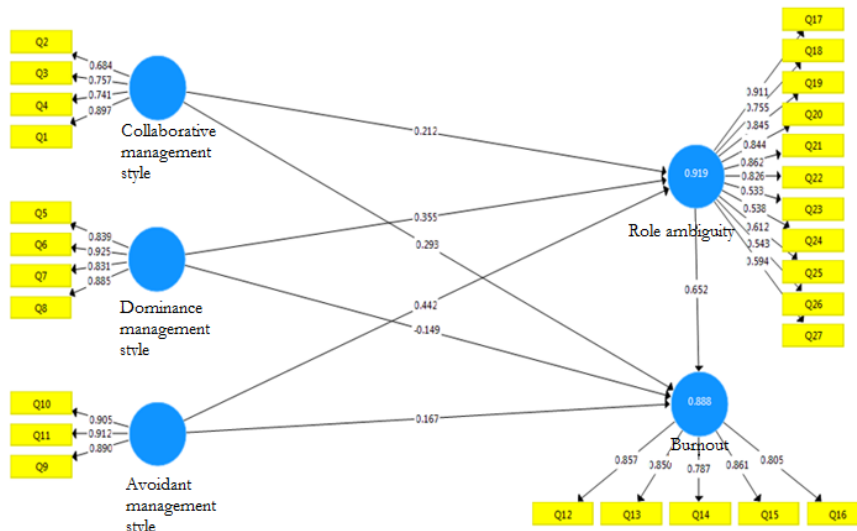 Q2
Q3
Q4
Q1
0.684
0.757
0.741
0.897
Collaborative
management
style
Q5
Q6
Q7
Q8
0.839
0.925
0.831
0.885
Dominance
management
style
Q10
Q11
Q9
0.905
0.912
0.890
Avoidant
management
style
0.212
0.355
0.293
0.442
-0.149
0.167
0.652
0.919
Role ambiguity
0.911
0.755
0.845
0.844
0.862
0.826
0.533
0.538
0.612
0.543
0.594
Q17
Q18
Q19
Q20
Q21
Q22
Q23
Q24
Q25
Q26
Q27
0.888
Burnout
0.857
0.850
0.787
0.861
0.805
Q12
Q13
Q14
Q15
Q16